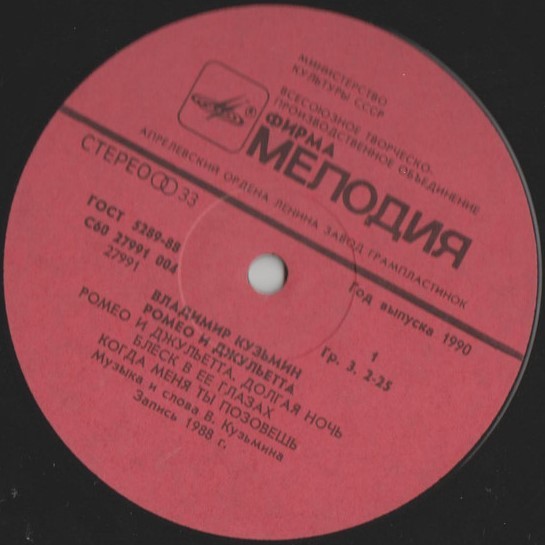 МИНИСТЕРСТВО
КУЛЬТУРЫ СССР
ВСЕСОЮЗНОЕ ТВОРЧЕСКО-
ПРОИЗВОДСТВЕННОЕ ОБЪЕДИНЕНИЕ
ФИРМА
МЕЛОДИЯ
АПРЕЛЕВСКИЙ ОРДЕНА ЛЕНИНА ЗАВОД ГРАМПЛАСТИНОК
СТЕРЕО 33
ГОСТ 5289-88
С60 27991 004
27991
Год выпуска 1990
1
Гр. 3. 2-25
ВЛАДИМИР КУЗЬМИН
РОМЕО И ДЖУЛЬЕТТА
РОМЕО И ДЖУЛЬЕТТА. ДОЛГАЯ НОЧЬ
БЛЕСК В ЕЕ ГЛАЗАХ
КОГДА МЕНЯ ТЫ ПОЗОВЕШЬ
Музыка и слова В. Кузьмина
Запись 1988 г.